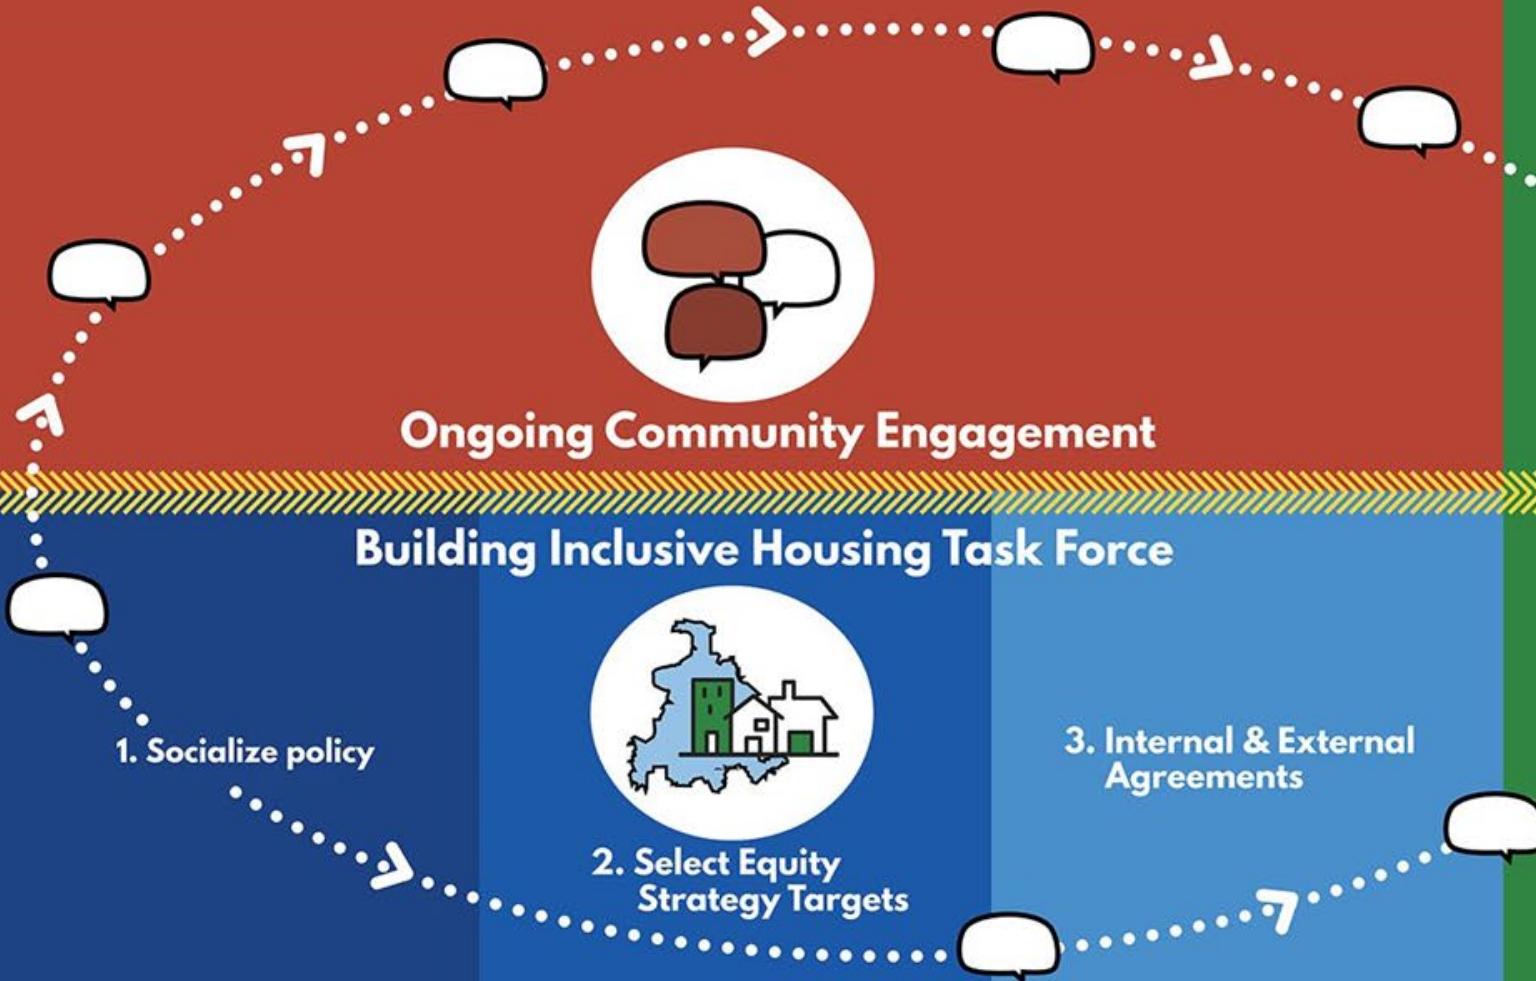 Ongoing Community Engagement
Building Inclusive Housing Task Force
1. Socialize policy
2. Select Equity
Strategy Targets
3. Internal & External
Agreements